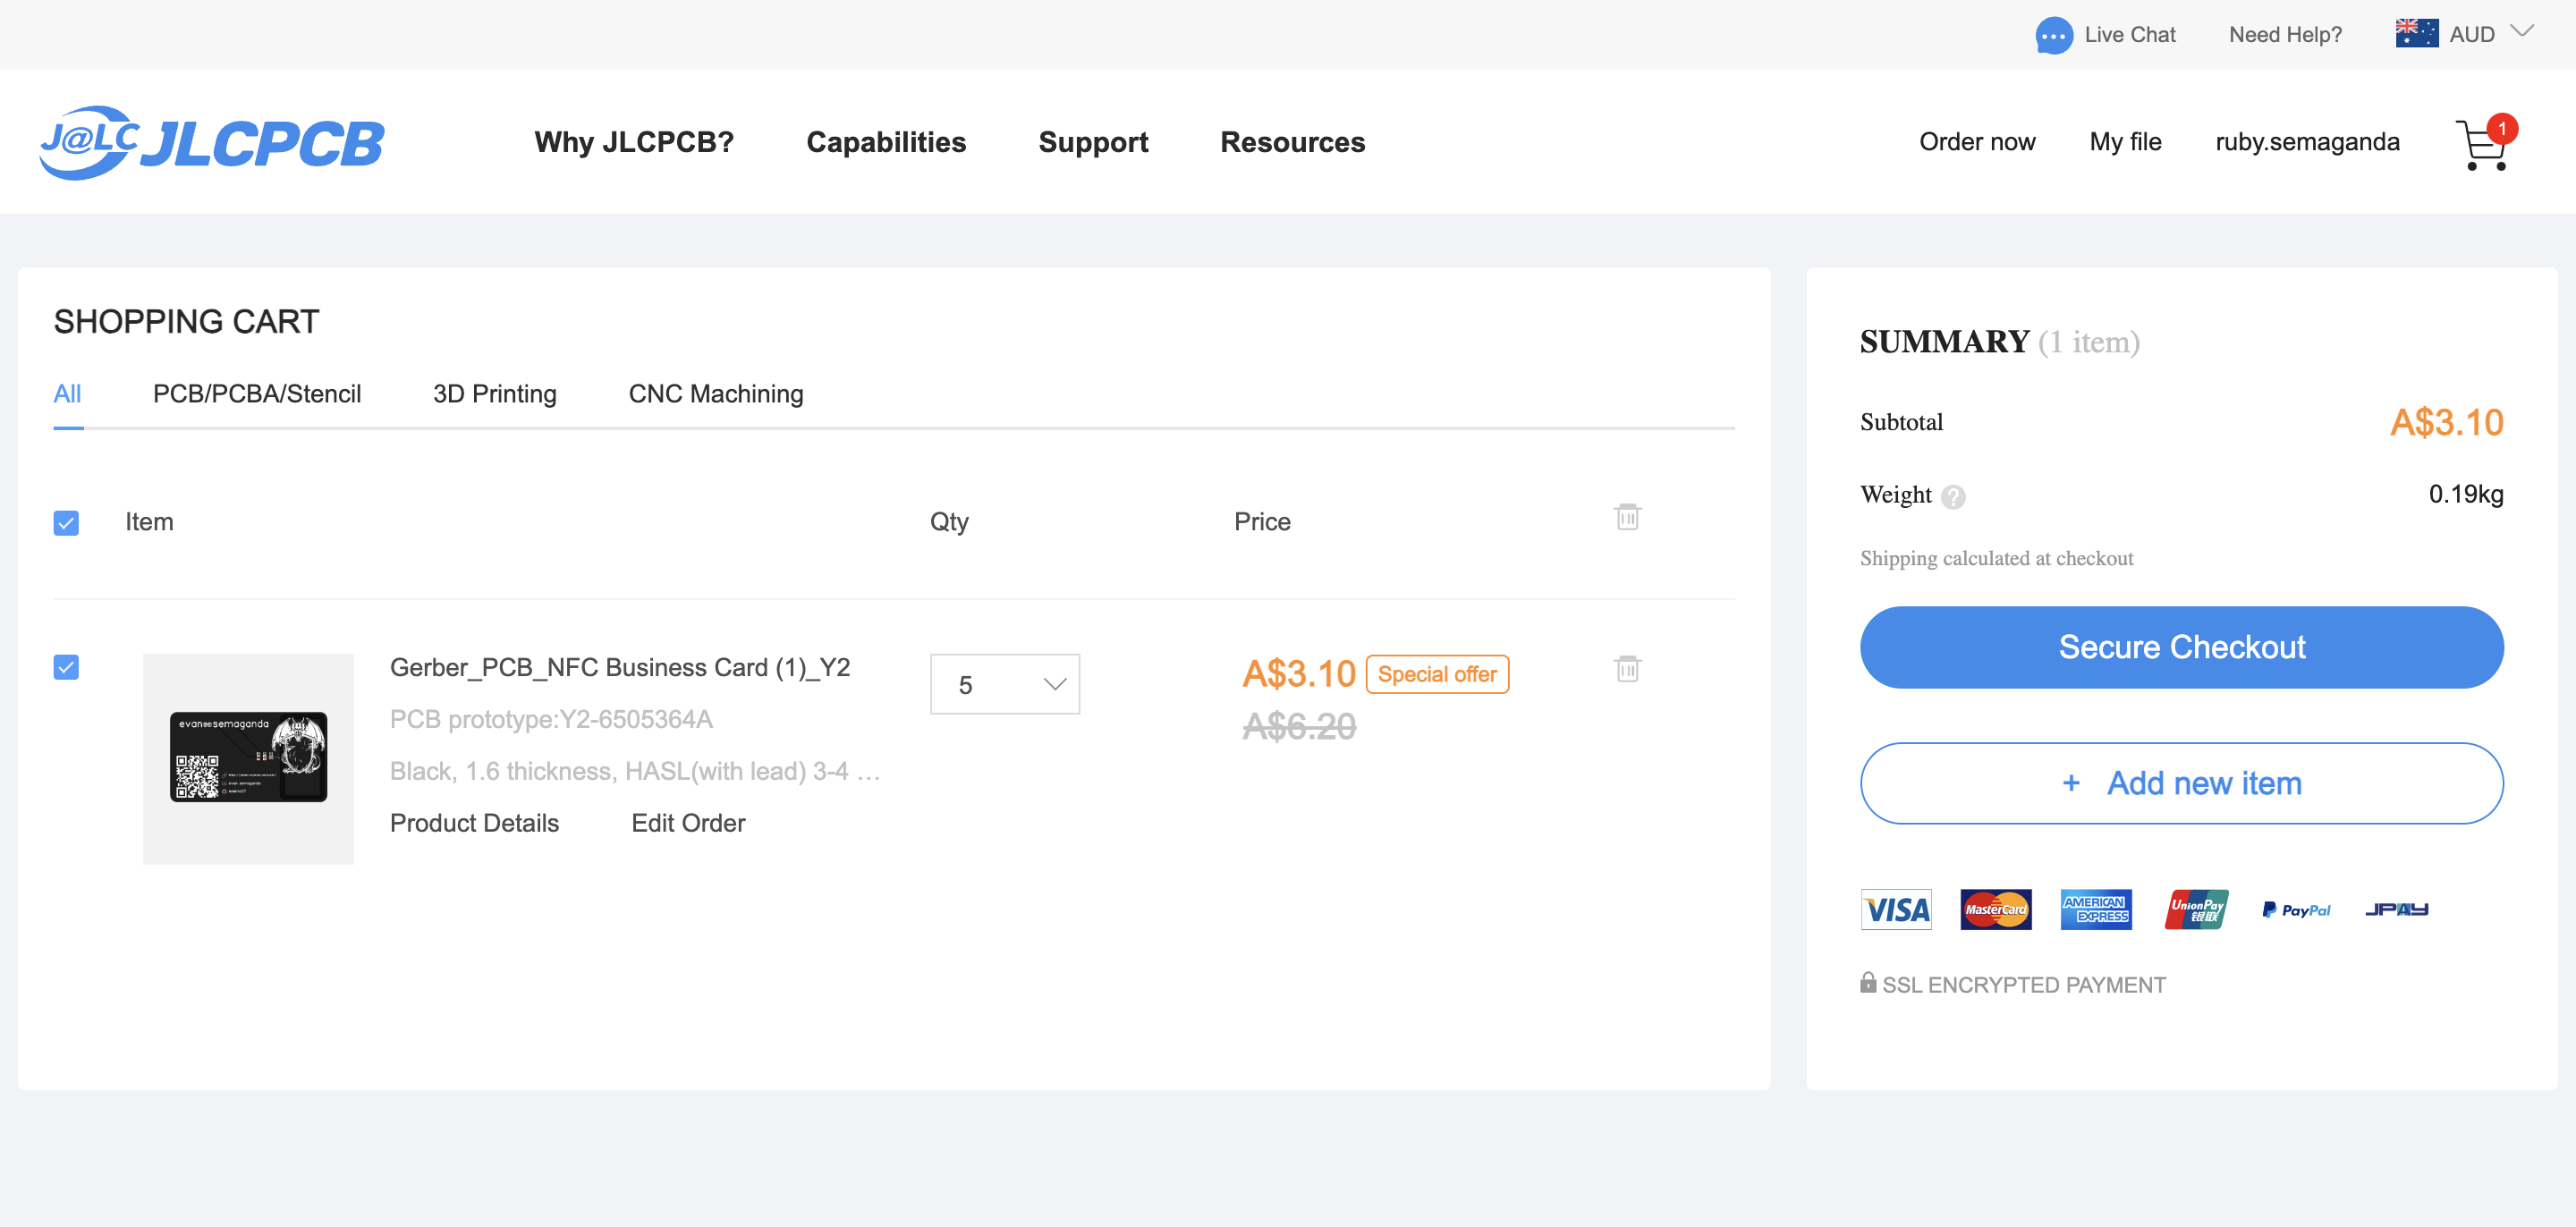 Live Chat Need Help? AUD
J@LC JLCPCB Why JLCPCB? Capabilities Support Resources Order now My file ruby.semaganda 1
SHOPPING CART
All PCB/PCBA/Stencil 3D Printing CNC Machining
Item Qty Price
Gerber_PCB_NFC Business Card (1)_Y2
PCB prototype:Y2-6505364A
Black, 1.6 thickness, HASL(with lead) 3-4 ...
Product Details Edit Order
semaganda
5
A$3.10 Special offer
A$6.20
SUMMARY (1 item)
Subtotal A$3.10
Weight ? 0.19kg
Shipping calculated at checkout
Secure Checkout
+ Add new item
VISA MasterCard AMERICAN EXPRESS UnionPay 银联 PayPal JPAY
SSL ENCRYPTED PAYMENT